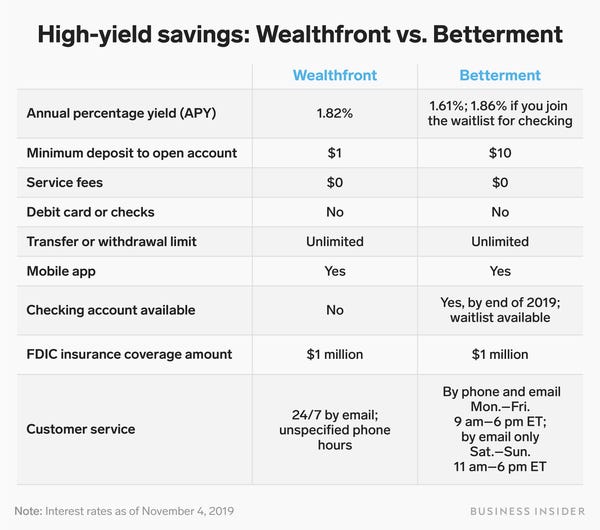 High-yield savings: Wealthfront vs. Betterment
Wealthfront
Betterment
Annual percentage yield (APY)
1.82%
1.61%; 1.86% if you join
the waitlist for checking
Minimum deposit to open account
$1
$10
Service fees
$0
$0
Debit card or checks
No
No
Transfer or withdrawal limit
Unlimited
Unlimited
Mobile app
Yes
Yes
Checking account available
No
Yes, by end of 2019;
waitlist available
FDIC insurance coverage amount
$1 million
$1 million
Customer service
24/7 by email;
unspecified phone
hours
By phone and email
Mon.–Fri.
9 am–6 pm ET;
by email only
Sat.–Sun.
11 am–6 pm ET
Note: Interest rates as of November 4, 2019
BUSINESS INSIDER